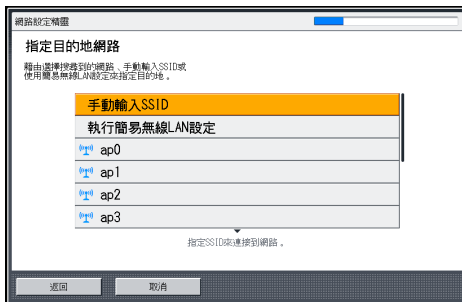 網路設定精靈
指定目的地網路
藉由選擇搜尋到的網路、手動輸入SSID或
使用簡易無線LAN設定來指定目的地。
手動輸入SSID
執行簡易無線LAN設定
ap0
ap1
ap2
ap3
指定SSID來連接到網路。
返回
取消